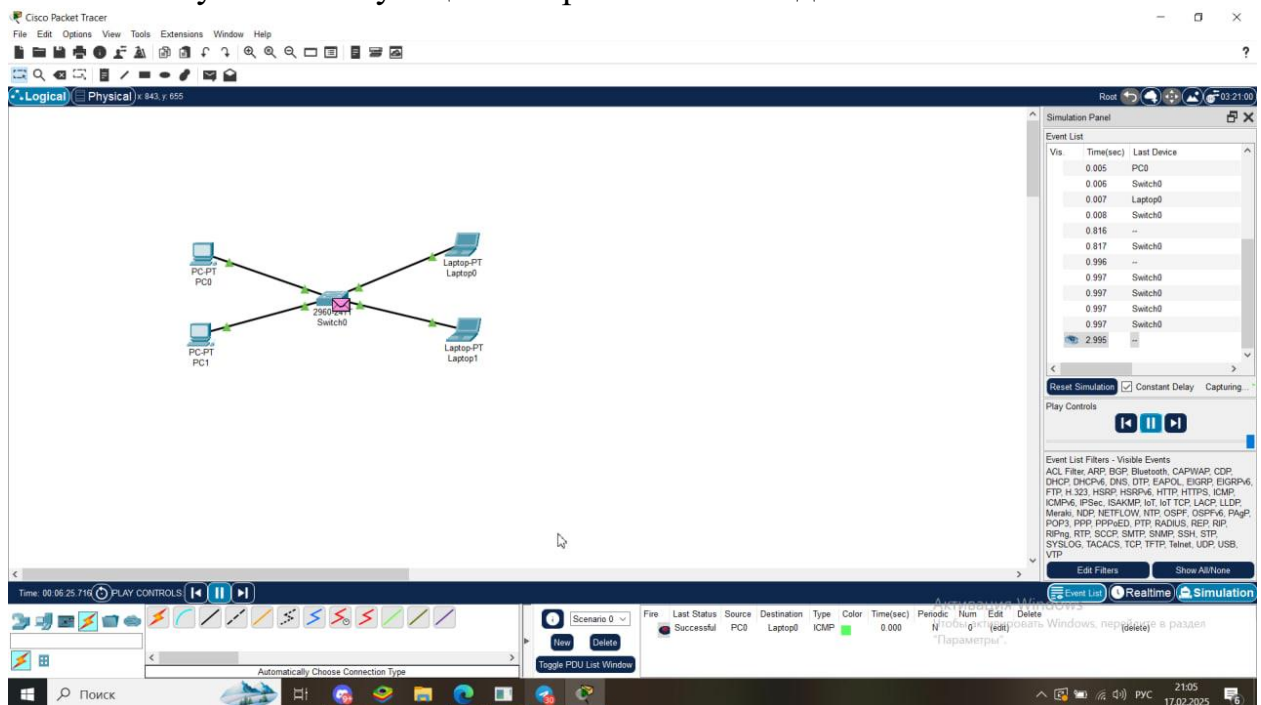 Cisco Packet Tracer
File Edit Options View Tools Extensions Window Help
?
Logical Physical x: 843, y: 655
Root 03:21:00
Simulation Panel
Event List
Vis. Time(sec) Last Device
0.005 PC0
0.006 Switch0
0.007 Laptop0
0.008 Switch0
0.816 --
0.817 Switch0
0.996 --
0.997 Switch0
0.997 Switch0
0.997 Switch0
0.997 Switch0
2.995 --
PC-PT
PC0
Laptop-PT
Laptop0
Switch0
PC-PT
PC1
Laptop-PT
Laptop1
Reset Simulation Constant Delay Capturing...
Play Controls
Event List Filters - Visible Events
ACL Filter, ARP, BGP, Bluetooth, CAPWAP, CDP,
DHCP, DHCPv6, DNS, DTP, EAPOL, EIGRP, EIGRPv6,
FTP, H.323, HSRP, HSRPv6, HTTP, HTTPS, ICMP,
ICMPv6, IPSec, ISAKMP, IoT, IoT TCP, LACP, LLDP,
Meraki, NDP, NETFLOW, NTP, OSPF, OSPFv6, PAgP,
POP3, PPP, PPPoED, PTP, RADIUS, REP, RIP,
RIPng, RTP, SCCP, SMTP, SNMP, SSH, STP,
SYSLOG, TACACS, TCP, TFTP, Telnet, UDP, USB,
VTP
Edit Filters Show All/None
Time: 00:06:25.716 PLAY CONTROLS
Event List Realtime Simulation
Активация Windows
Чтобы активировать Windows, перейдите в раздел
"Параметры".
Scenario 0
New Delete
Toggle PDU List Window
Fire Last Status Source Destination Type Color Time(sec) Periodic Num Edit Delete
Successful PC0 Laptop0 ICMP 0.000 N 0 (edit) (delete)
Automatically Choose Connection Type
Поиск
30
РУС
21:05
17.02.2025
6